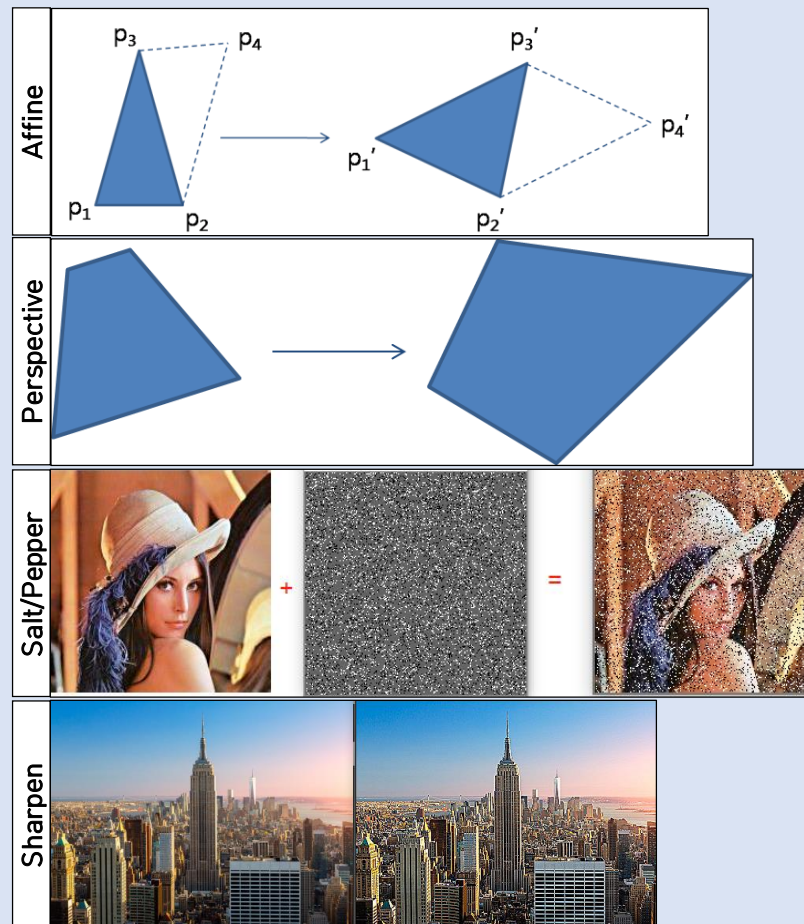 Affine
p₃
p₄
p₁
p₂
p₃′
p₁′
p₂′
p₄′
Perspective
Salt/Pepper
+
=
Sharpen